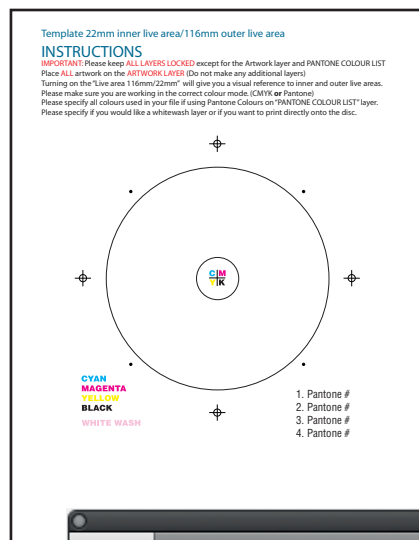 Template 22mm inner live area/116mm outer live area
INSTRUCTIONS
IMPORTANT: Please keep ALL LAYERS LOCKED except for the Artwork layer and PANTONE COLOUR LIST
Place ALL artwork on the ARTWORK LAYER (Do not make any additional layers)
Turning on the "Live area 116mm/22mm" will give you a visual reference to inner and outer live areas.
Please make sure you are working in the correct colour mode. (CMYK or Pantone)
Please specify all colours used in your file if using Pantone Colours on "PANTONE COLOUR LIST" layer.
Please specify if you would like a whitewash layer or if you want to print directly onto the disc.
C M
Y K
CYAN
MAGENTA
YELLOW
BLACK
WHITE WASH
1. Pantone #
2. Pantone #
3. Pantone #
4. Pantone #